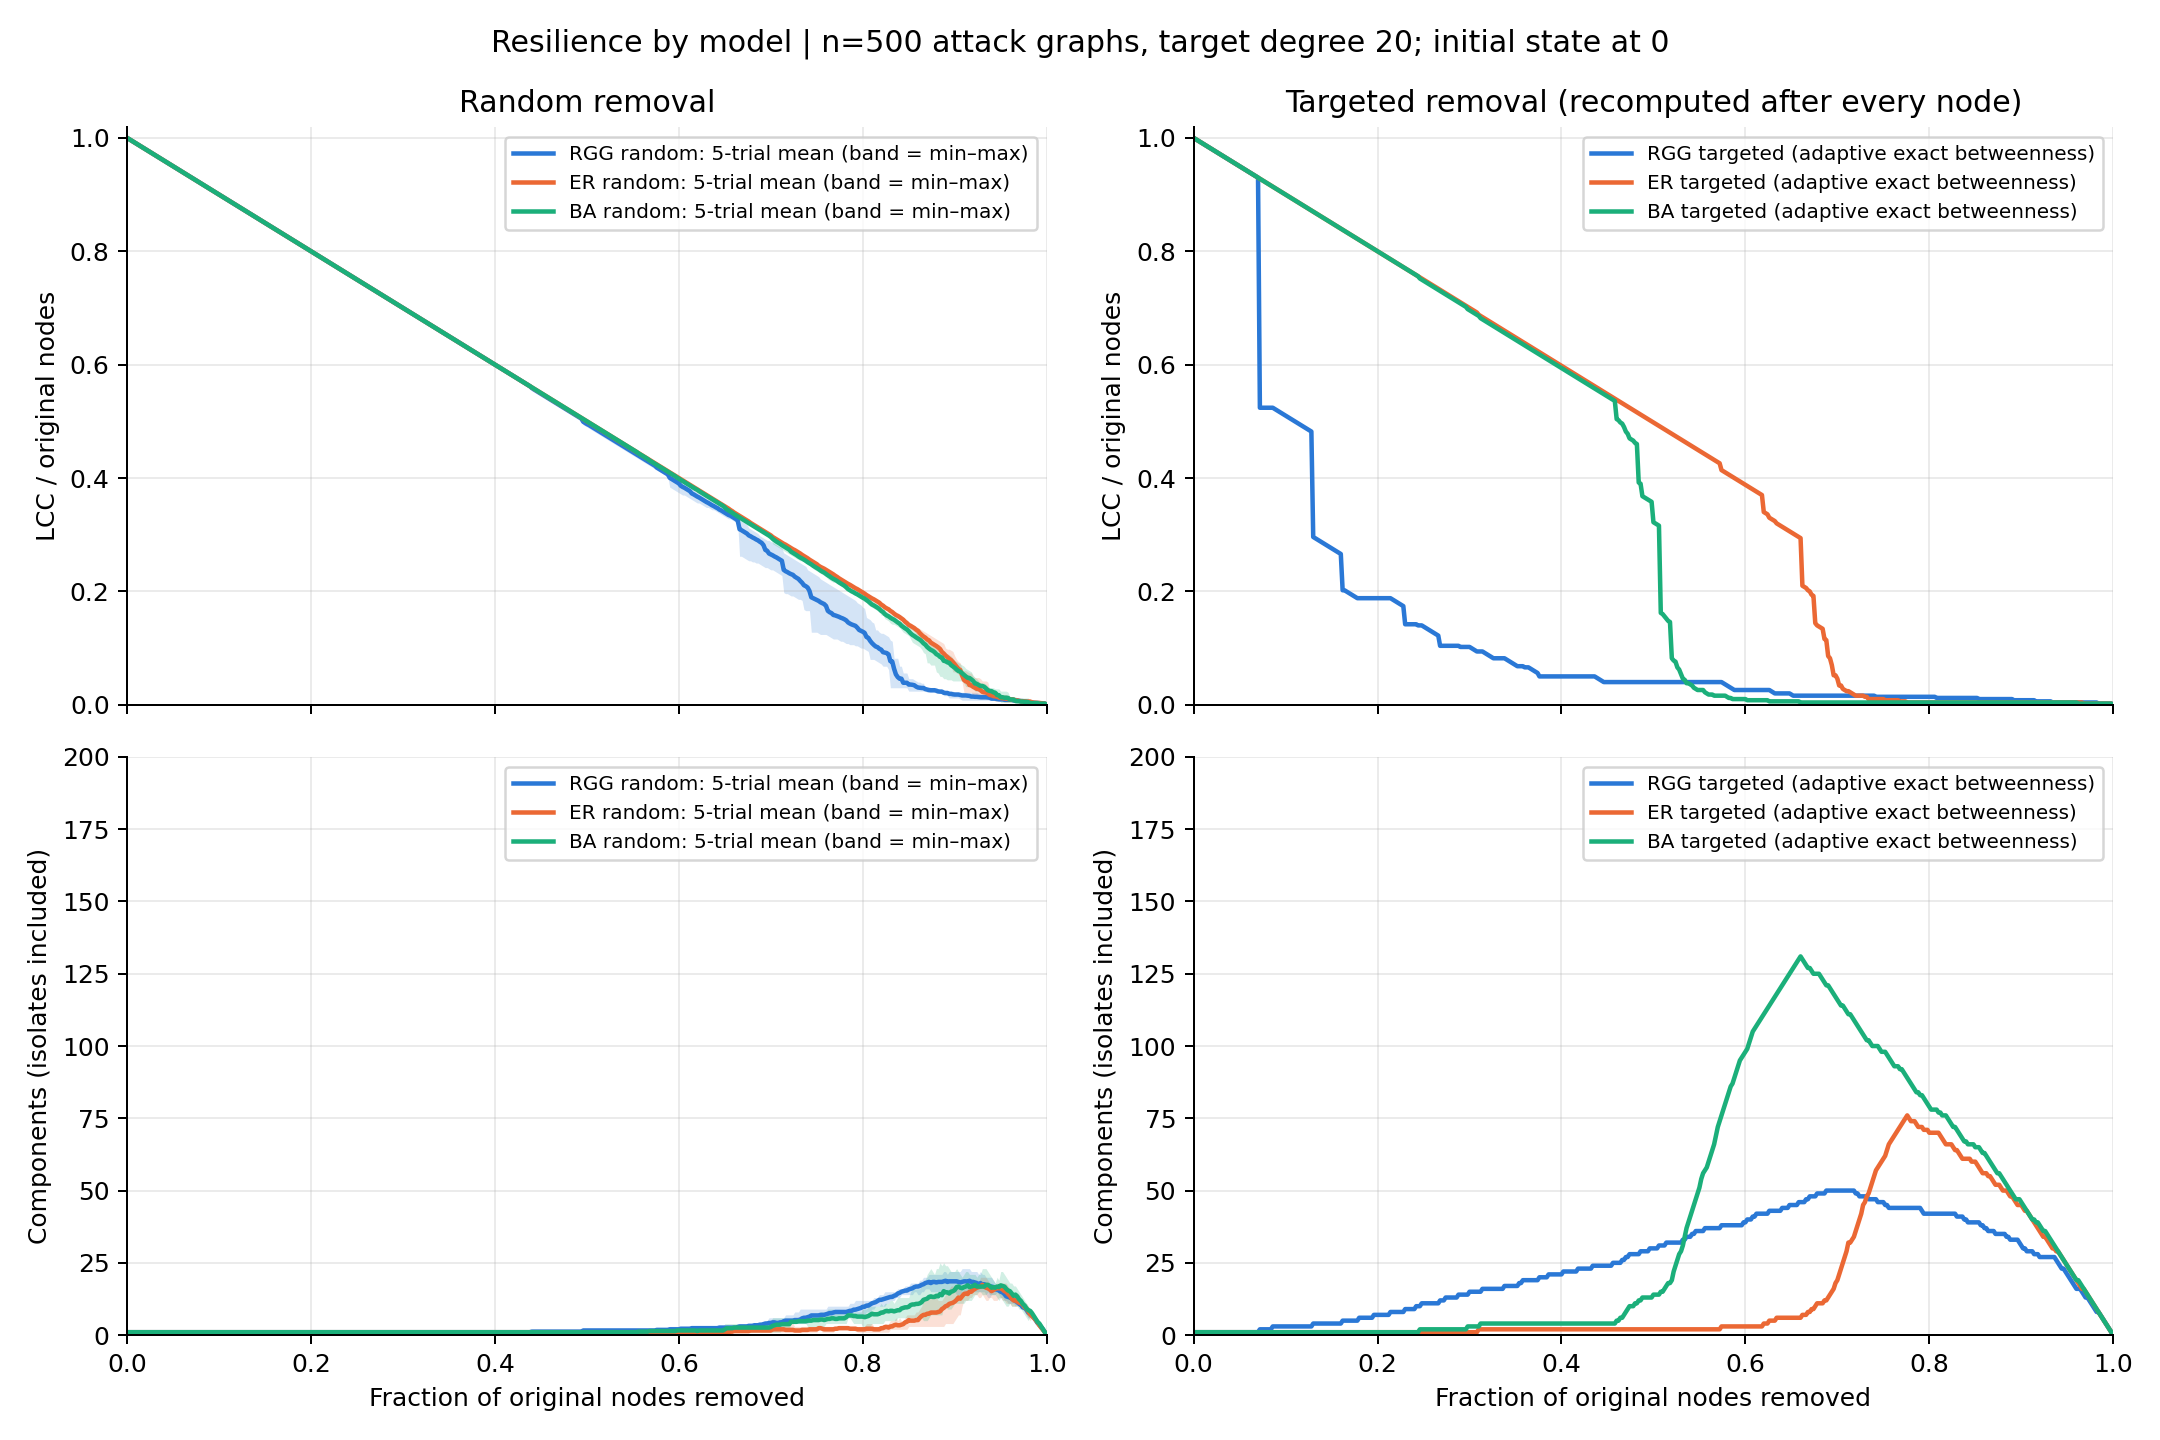 Resilience by model | n=500 attack graphs, target degree 20; initial state at 0
Random removal
1.0
0.8
0.6
0.4
0.2
0.0
LCC / original nodes
RGG random: 5-trial mean (band = min–max)
ER random: 5-trial mean (band = min–max)
BA random: 5-trial mean (band = min–max)
Targeted removal (recomputed after every node)
1.0
0.8
0.6
0.4
0.2
0.0
LCC / original nodes
RGG targeted (adaptive exact betweenness)
ER targeted (adaptive exact betweenness)
BA targeted (adaptive exact betweenness)
200
175
150
125
100
75
50
25
0
Components (isolates included)
RGG random: 5-trial mean (band = min–max)
ER random: 5-trial mean (band = min–max)
BA random: 5-trial mean (band = min–max)
0.0 0.2 0.4 0.6 0.8 1.0
Fraction of original nodes removed
200
175
150
125
100
75
50
25
0
Components (isolates included)
RGG targeted (adaptive exact betweenness)
ER targeted (adaptive exact betweenness)
BA targeted (adaptive exact betweenness)
0.0 0.2 0.4 0.6 0.8 1.0
Fraction of original nodes removed